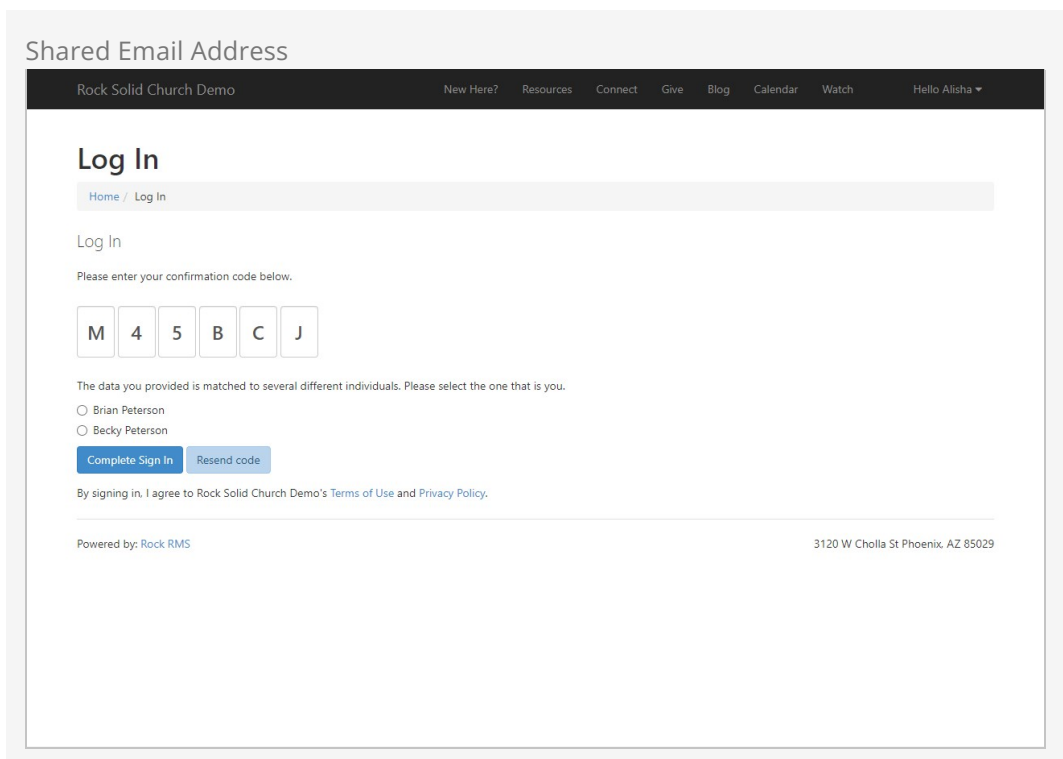 Shared Email Address
Rock Solid Church Demo New Here? Resources Connect Give Blog Calendar Watch Hello Alisha
Log In
Home / Log In
Log In
Please enter your confirmation code below.
M 4 5 B C J
The data you provided is matched to several different individuals. Please select the one that is you.
Brian Peterson
Becky Peterson
Complete Sign In Resend code
By signing in, I agree to Rock Solid Church Demo's Terms of Use and Privacy Policy.
Powered by: Rock RMS 3120 W Cholla St Phoenix, AZ 85029